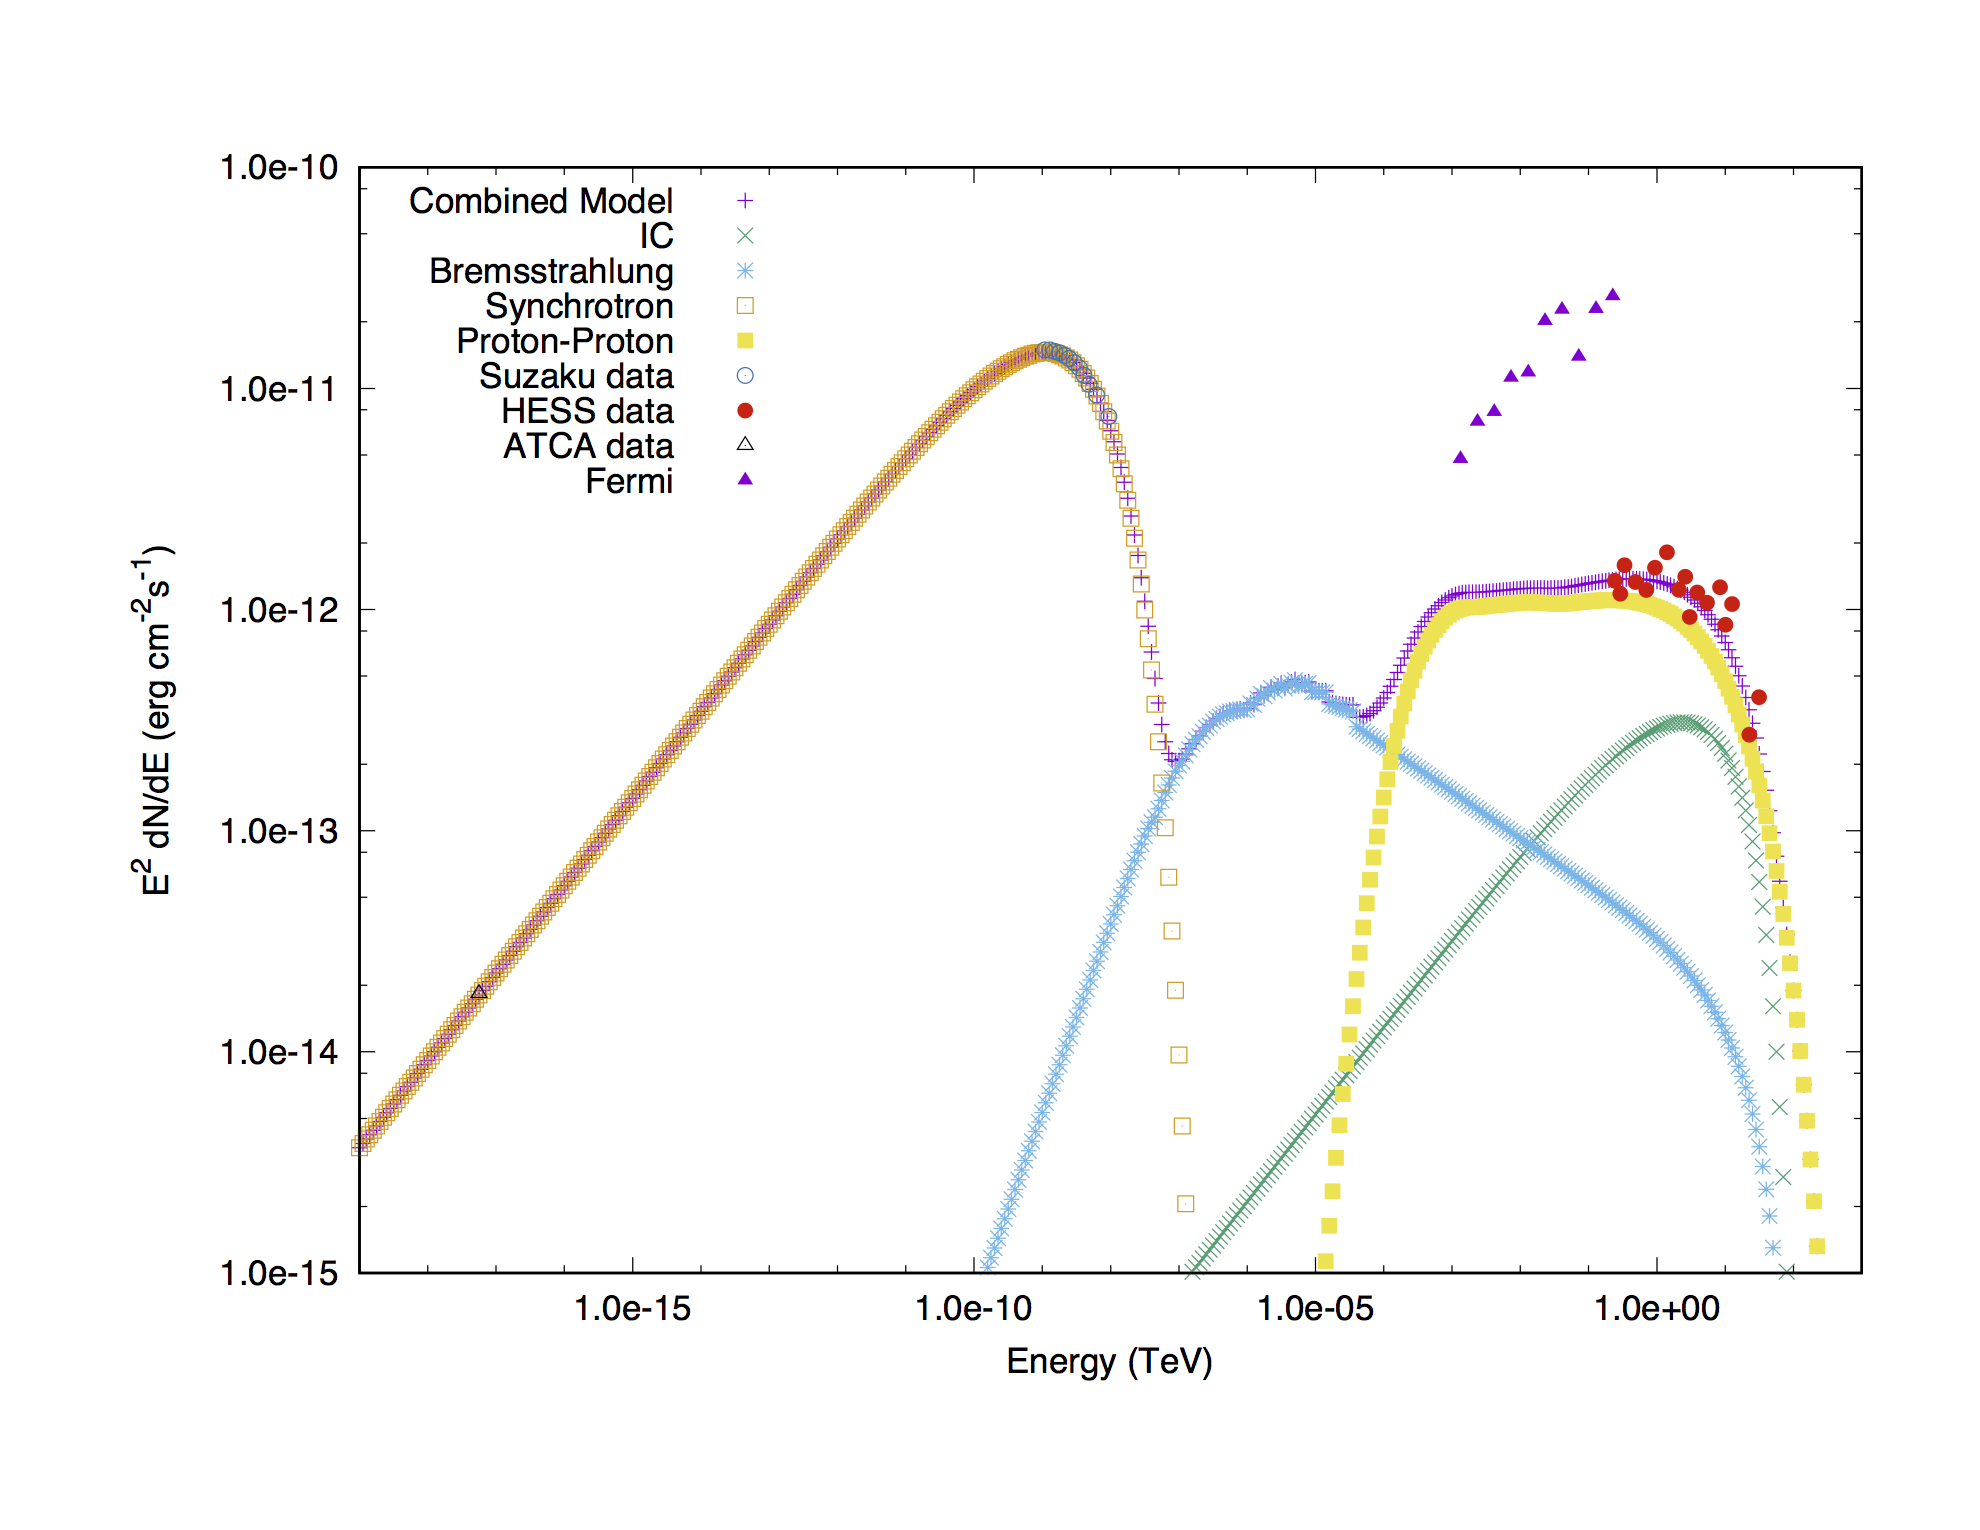 1.0e-10
1.0e-11
1.0e-12
1.0e-13
1.0e-14
1.0e-15
E² dN/dE (erg cm⁻²s⁻¹)
Combined Model
IC
Bremsstrahlung
Synchrotron
Proton-Proton
Suzaku data
HESS data
ATCA data
Fermi
1.0e-15 1.0e-10 1.0e-05 1.0e+00
Energy (TeV)